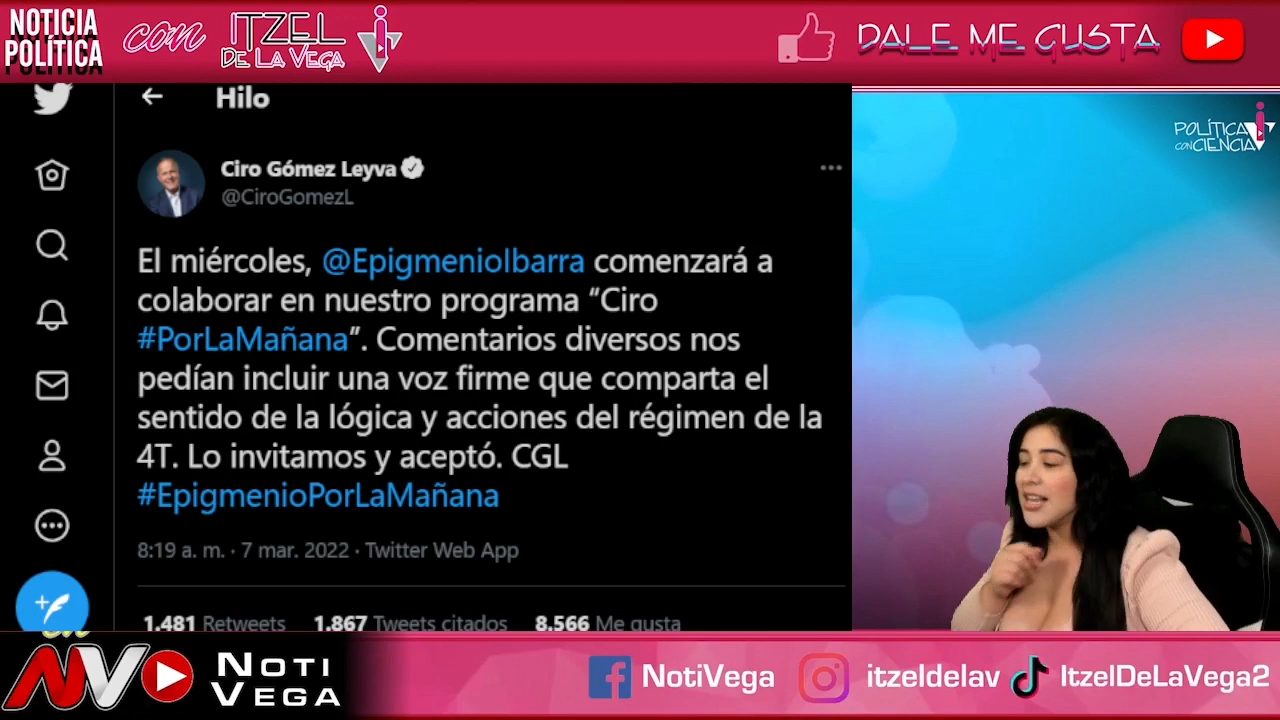 NOTICIA
POLÍTICA
con
ITZEL
DE LA VEGA
DALE ME GUSTA
Hilo
POLÍTICA
CON CIENCIA
Ciro Gómez Leyva
@CiroGomezL
El miércoles, @EpigmenioIbarra comenzará a
colaborar en nuestro programa “Ciro
#PorLaMañana”. Comentarios diversos nos
pedían incluir una voz firme que comparta el
sentido de la lógica y acciones del régimen de la
4T. Lo invitamos y aceptó. CGL
#EpigmenioPorLaMañana
8:19 a. m. · 7 mar. 2022 · Twitter Web App
1.481 Retweets 1.867 Tweets citados 8.566 Me gusta
en
NV
NOTI
VEGA
NotiVega
itzeldelav
ItzelDeLaVega2